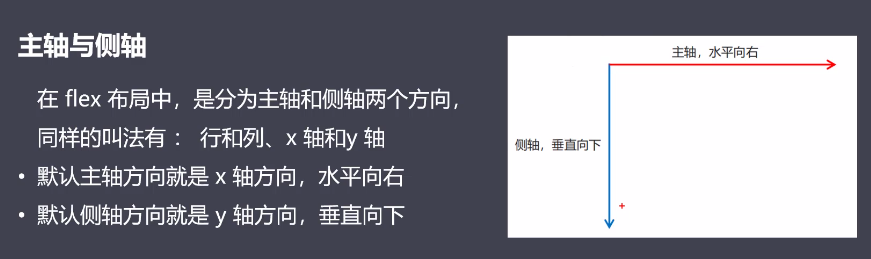 主轴与侧轴
在 flex 布局中，是分为主轴和侧轴两个方向，
同样的叫法有 ： 行和列、x 轴和y 轴
• 默认主轴方向就是 x 轴方向，水平向右
• 默认侧轴方向就是 y 轴方向，垂直向下
主轴，水平向右
侧轴，垂直向下